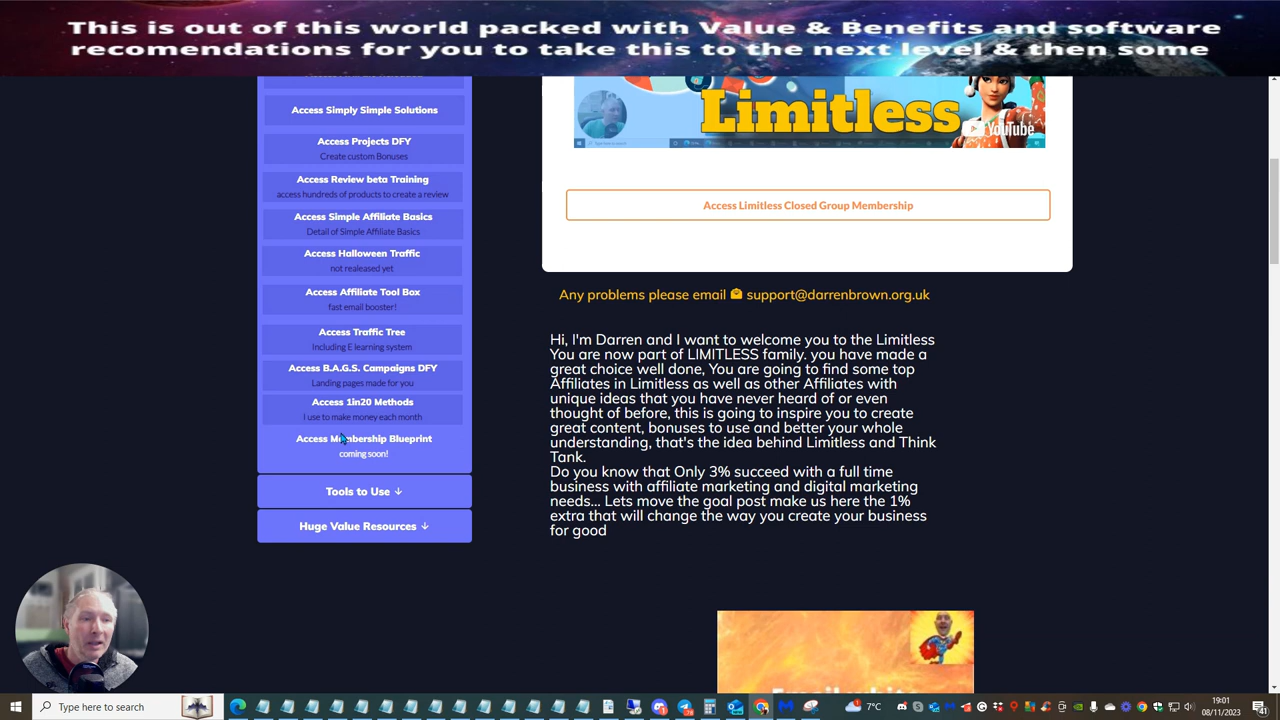 This is out of this world packed with Value & Benefits and software
recomendations for you to take this to the next level & then some
Access Simply Simple Solutions
Access Projects DFY
Create custom Bonuses
Access Review beta Training
access hundreds of products to create a review
Access Simple Affiliate Basics
Detail of Simple Affiliate Basics
Access Halloween Traffic
not realeased yet
Access Affiliate Tool Box
fast email booster!
Access Traffic Tree
Including E learning system
Access B.A.G.S. Campaigns DFY
Landing pages made for you
Access 1in20 Methods
I use to make money each month
Access Membership Blueprint
coming soon!
Tools to Use ↓
Huge Value Resources ↓
Limitless
YouTube
Type here to search
Access Limitless Closed Group Membership
Any problems please email support@darrenbrown.org.uk
Hi, I'm Darren and I want to welcome you to the Limitless
You are now part of LIMITLESS family. you have made a
great choice well done, You are going to find some top
Affiliates in Limitless as well as other Affiliates with
unique ideas that you have never heard of or even
thought of before, this is going to inspire you to create
great content, bonuses to use and better your whole
understanding, that's the idea behind Limitless and Think
Tank.
Do you know that Only 3% succeed with a full time
business with affiliate marketing and digital marketing
needs... Lets move the goal post make us here the 1%
extra that will change the way you create your business
for good
Type here to search
7°C
19:01
08/11/2023